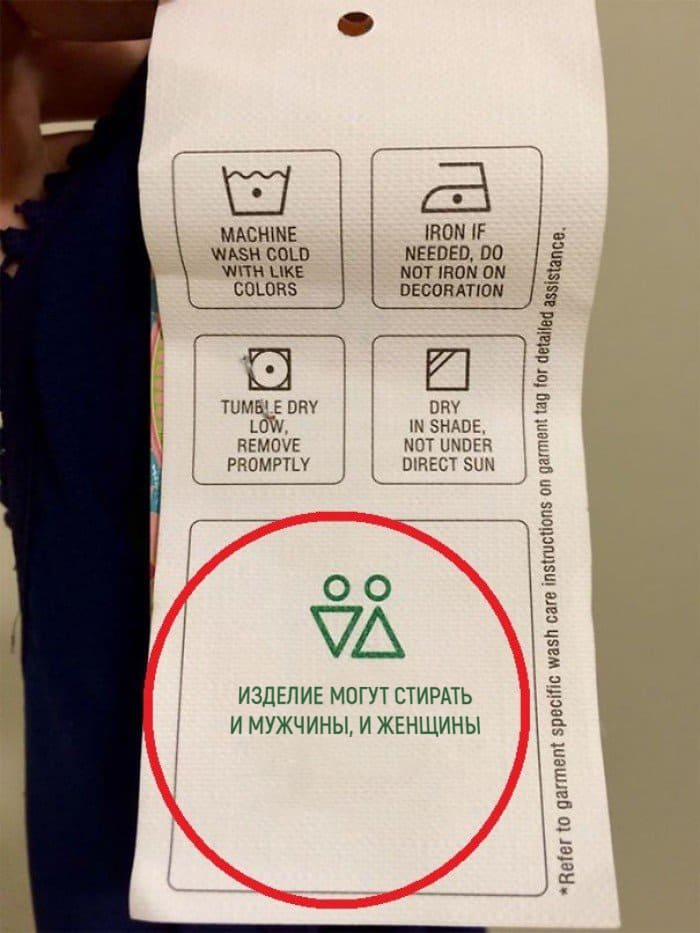 MACHINE
WASH COLD
WITH LIKE
COLORS
IRON IF
NEEDED, DO
NOT IRON ON
DECORATION
TUMBLE DRY
LOW,
REMOVE
PROMPTLY
DRY
IN SHADE,
NOT UNDER
DIRECT SUN
ИЗДЕЛИЕ МОГУТ СТИРАТЬ
И МУЖЧИНЫ, И ЖЕНЩИНЫ
*Refer to garment specific wash care instructions on garment tag for detailed assistance.